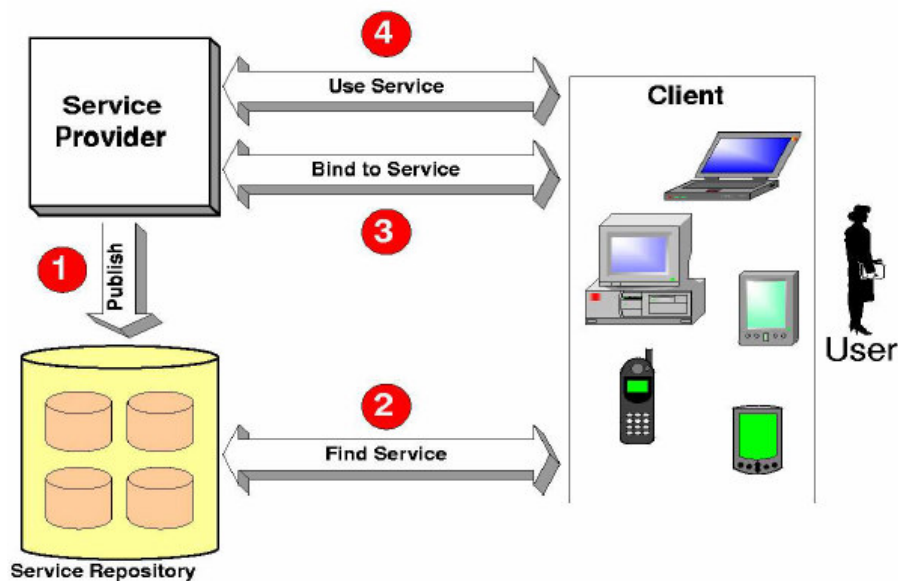 4
Use Service
Service
Provider
Client
Bind to Service
3
1
Publish
User
2
Find Service
Service Repository